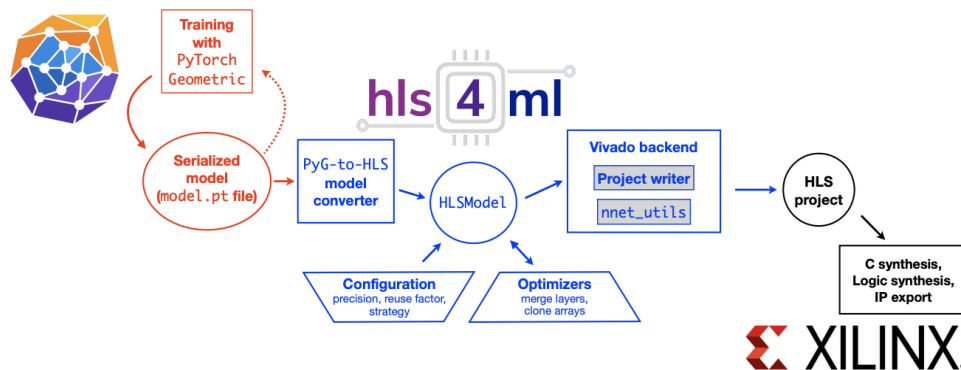 Training
with
PyTorch
Geometric
hls 4 ml
Serialized
model
(model.pt file)
PyG-to-HLS
model
converter
HLSModel
Vivado backend
Project writer
nnet_utils
HLS
project
Configuration
precision, reuse factor,
strategy
Optimizers
merge layers,
clone arrays
C synthesis,
Logic synthesis,
IP export
XILINX.